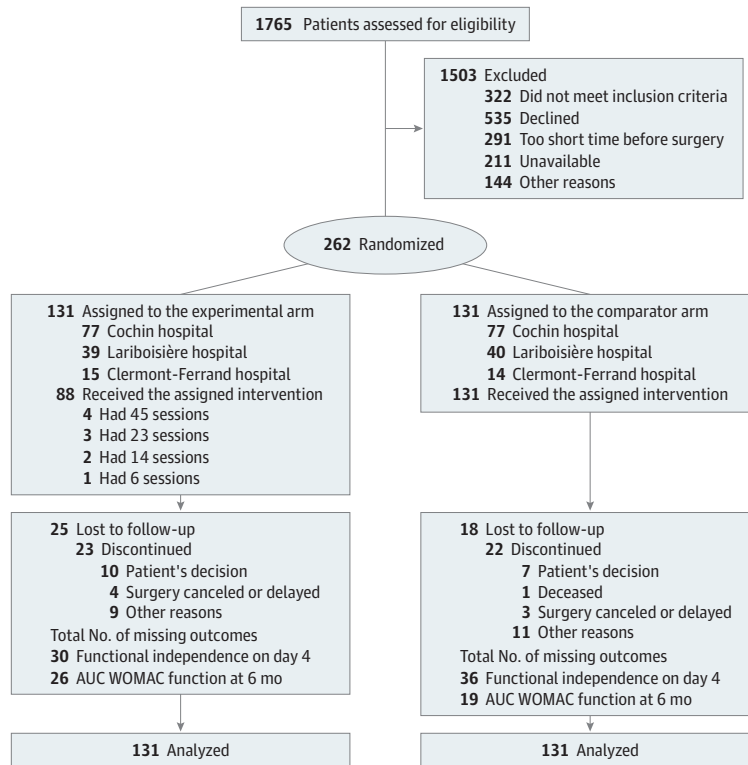 1765 Patients assessed for eligibility
1503 Excluded
322 Did not meet inclusion criteria
535 Declined
291 Too short time before surgery
211 Unavailable
144 Other reasons
262 Randomized
131 Assigned to the experimental arm
77 Cochin hospital
39 Lariboisière hospital
15 Clermont-Ferrand hospital
88 Received the assigned intervention
4 Had 45 sessions
3 Had 23 sessions
2 Had 14 sessions
1 Had 6 sessions
131 Assigned to the comparator arm
77 Cochin hospital
40 Lariboisière hospital
14 Clermont-Ferrand hospital
131 Received the assigned intervention
25 Lost to follow-up
23 Discontinued
10 Patient's decision
4 Surgery canceled or delayed
9 Other reasons
Total No. of missing outcomes
30 Functional independence on day 4
26 AUC WOMAC function at 6 mo
18 Lost to follow-up
22 Discontinued
7 Patient's decision
1 Deceased
3 Surgery canceled or delayed
11 Other reasons
Total No. of missing outcomes
36 Functional independence on day 4
19 AUC WOMAC function at 6 mo
131 Analyzed
131 Analyzed